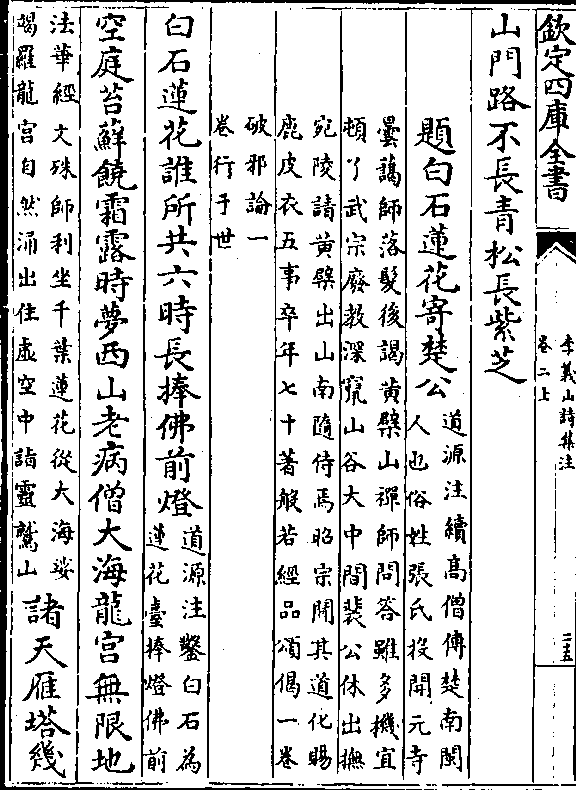 欽定四庫全書
李義山詩集注
卷二上
二五
山門路不長青松長紫芝
題白石蓮花寄楚公
道源注續高僧傳楚南閩
人也俗姓張氏投開元寺
曇藹師落髮後謁黄檗山禪師問答雖多機宜
頓了武宗廢教深竄山谷大中間裴公休出撫
宛陵請黄檗出山南隨侍焉昭宗聞其道化賜
鹿皮衣五事卒年七十著般若經品頌偈一卷
破邪論一
卷行于世
白石蓮花誰所共六時長捧佛前燈
道源注鑿白石為
蓮花臺捧燈佛前
空庭苔蘚饒霜露時夢西山老病僧大海龍宫無限地
法華經文殊師利坐千葉蓮花從大海娑
竭羅龍宫自然涌出住虛空中詣靈鷲山
諸天雁塔幾